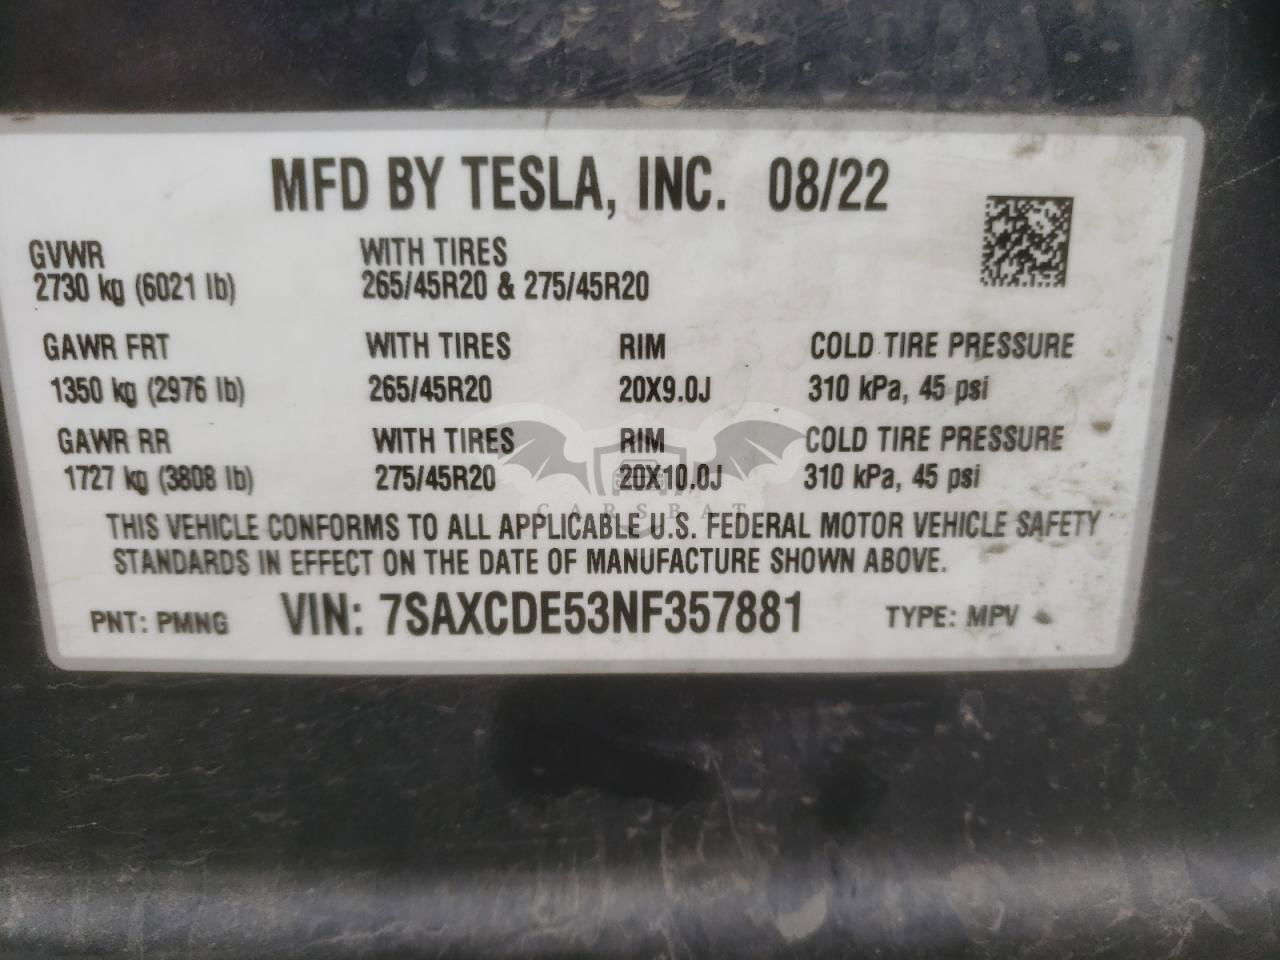 MFD BY TESLA, INC. 08/22
GVWR WITH TIRES
2730 kg (6021 lb) 265/45R20 & 275/45R20
GAWR FRT WITH TIRES RIM COLD TIRE PRESSURE
1350 kg (2976 lb) 265/45R20 20X9.0J 310 kPa, 45 psi
GAWR RR WITH TIRES RIM COLD TIRE PRESSURE
1727 kg (3808 lb) 275/45R20 20X10.0J 310 kPa, 45 psi
CARSBAT
THIS VEHICLE CONFORMS TO ALL APPLICABLE U.S. FEDERAL MOTOR VEHICLE SAFETY
STANDARDS IN EFFECT ON THE DATE OF MANUFACTURE SHOWN ABOVE.
PNT: PMNG VIN: 7SAXCDE53NF357881 TYPE: MPV